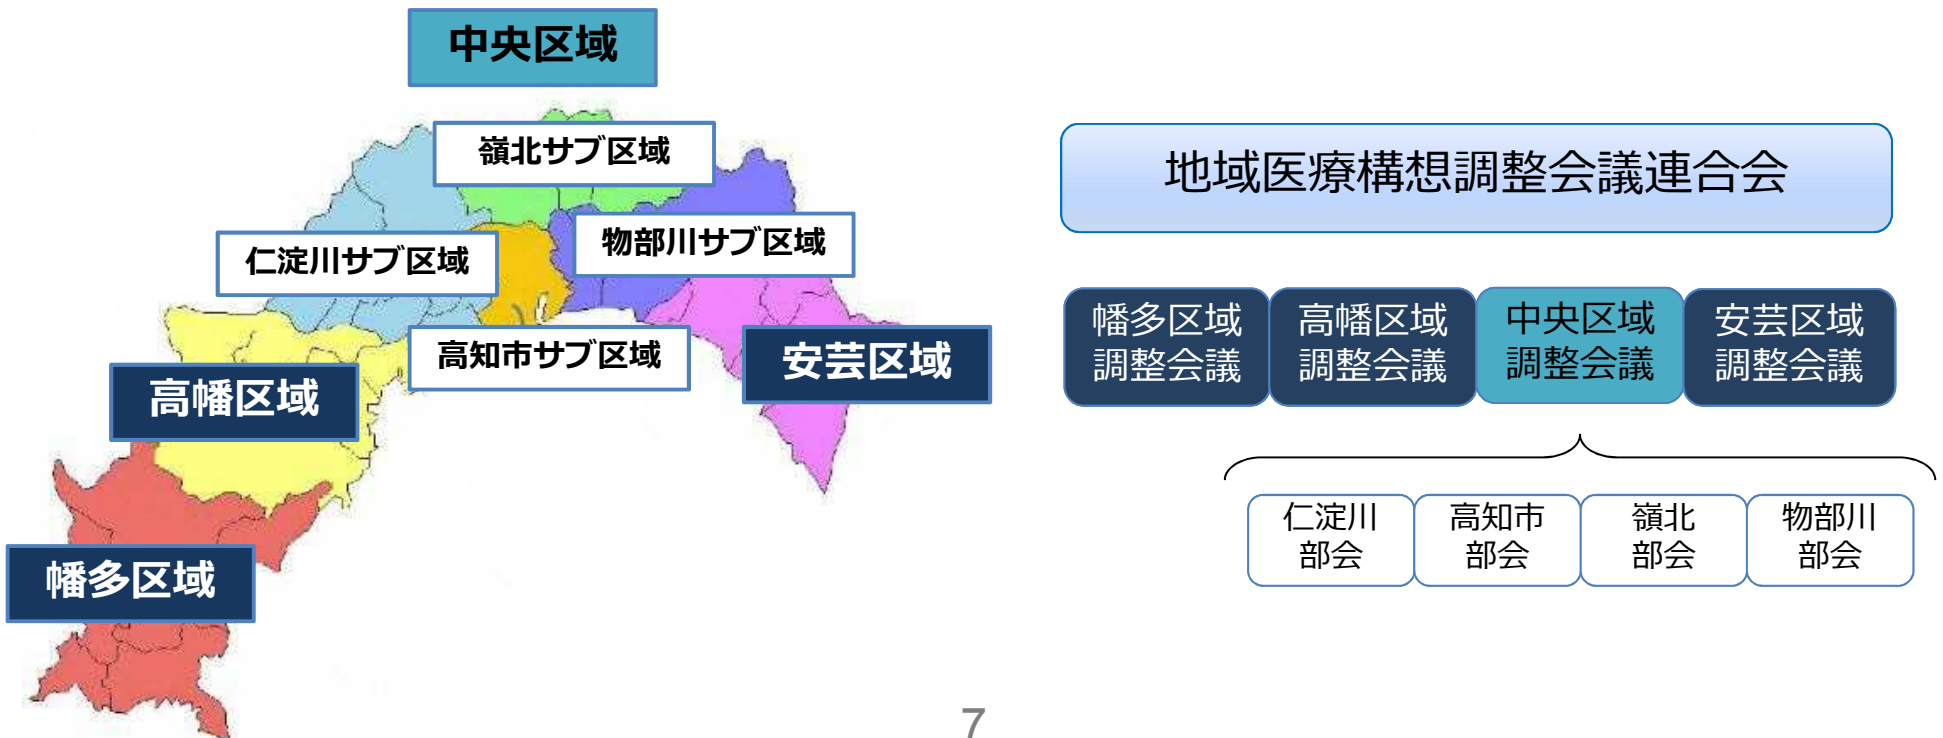 中央区域
嶺北サブ区域
仁淀川サブ区域
物部川サブ区域
高知市サブ区域
安芸区域
高幡区域
幡多区域
地域医療構想調整会議連合会
幡多区域
調整会議
高幡区域
調整会議
中央区域
調整会議
安芸区域
調整会議
仁淀川
部会
高知市
部会
嶺北
部会
物部川
部会
7